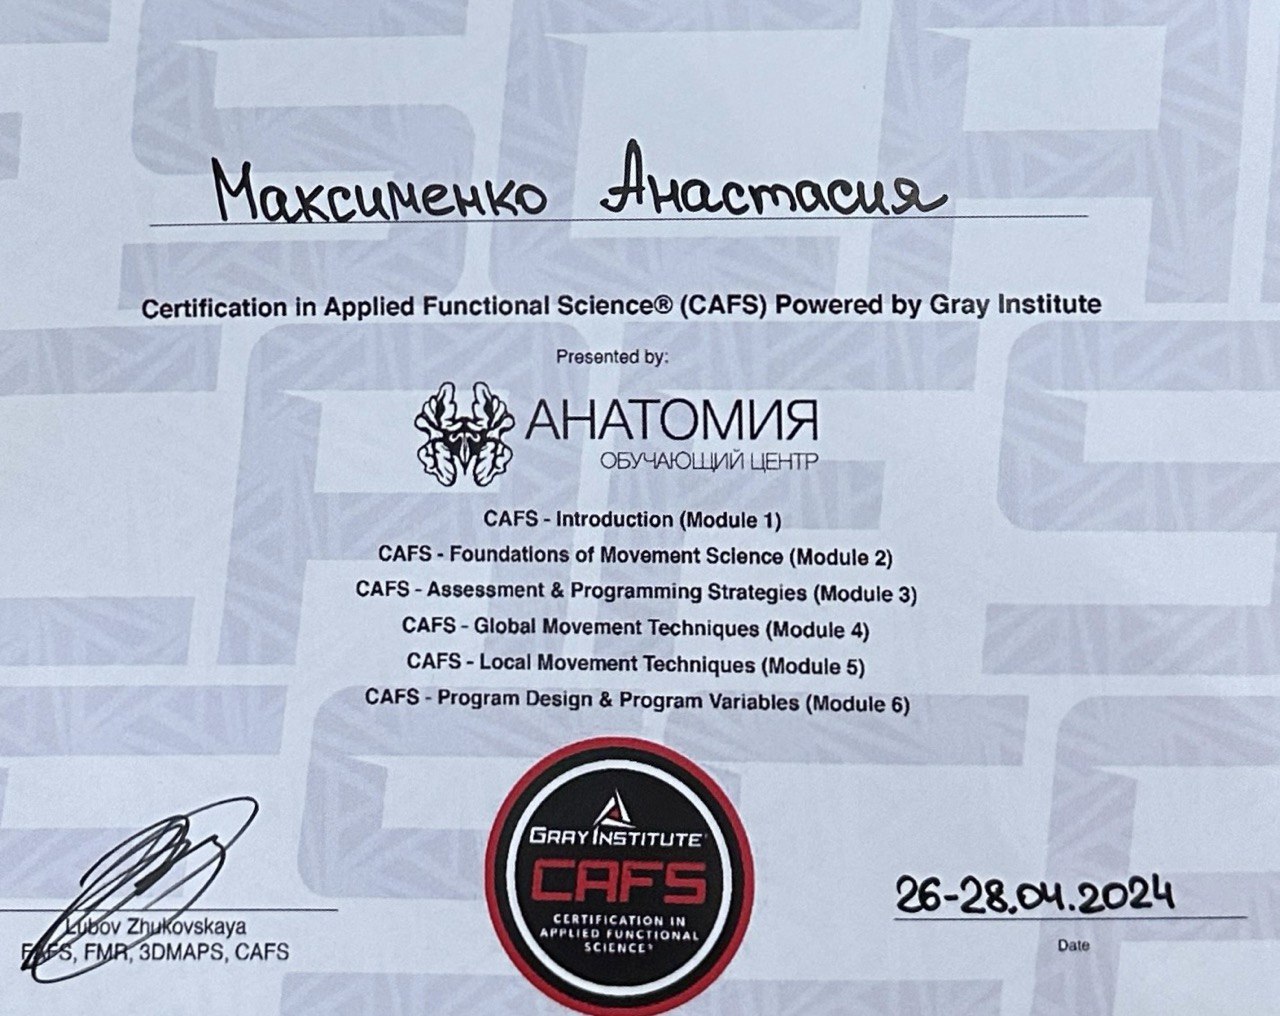 Максименко Анастасия
Certification in Applied Functional Science® (CAFS) Powered by Gray Institute
Presented by:
АНАТОМИЯ
ОБУЧАЮЩИЙ ЦЕНТР
CAFS - Introduction (Module 1)
CAFS - Foundations of Movement Science (Module 2)
CAFS - Assessment & Programming Strategies (Module 3)
CAFS - Global Movement Techniques (Module 4)
CAFS - Local Movement Techniques (Module 5)
CAFS - Program Design & Program Variables (Module 6)
GRAY INSTITUTE®
CAFS
CERTIFICATION IN
APPLIED FUNCTIONAL
SCIENCE®
Lubov Zhukovskaya
FAFS, FMR, 3DMAPS, CAFS
26-28.04.2024
Date